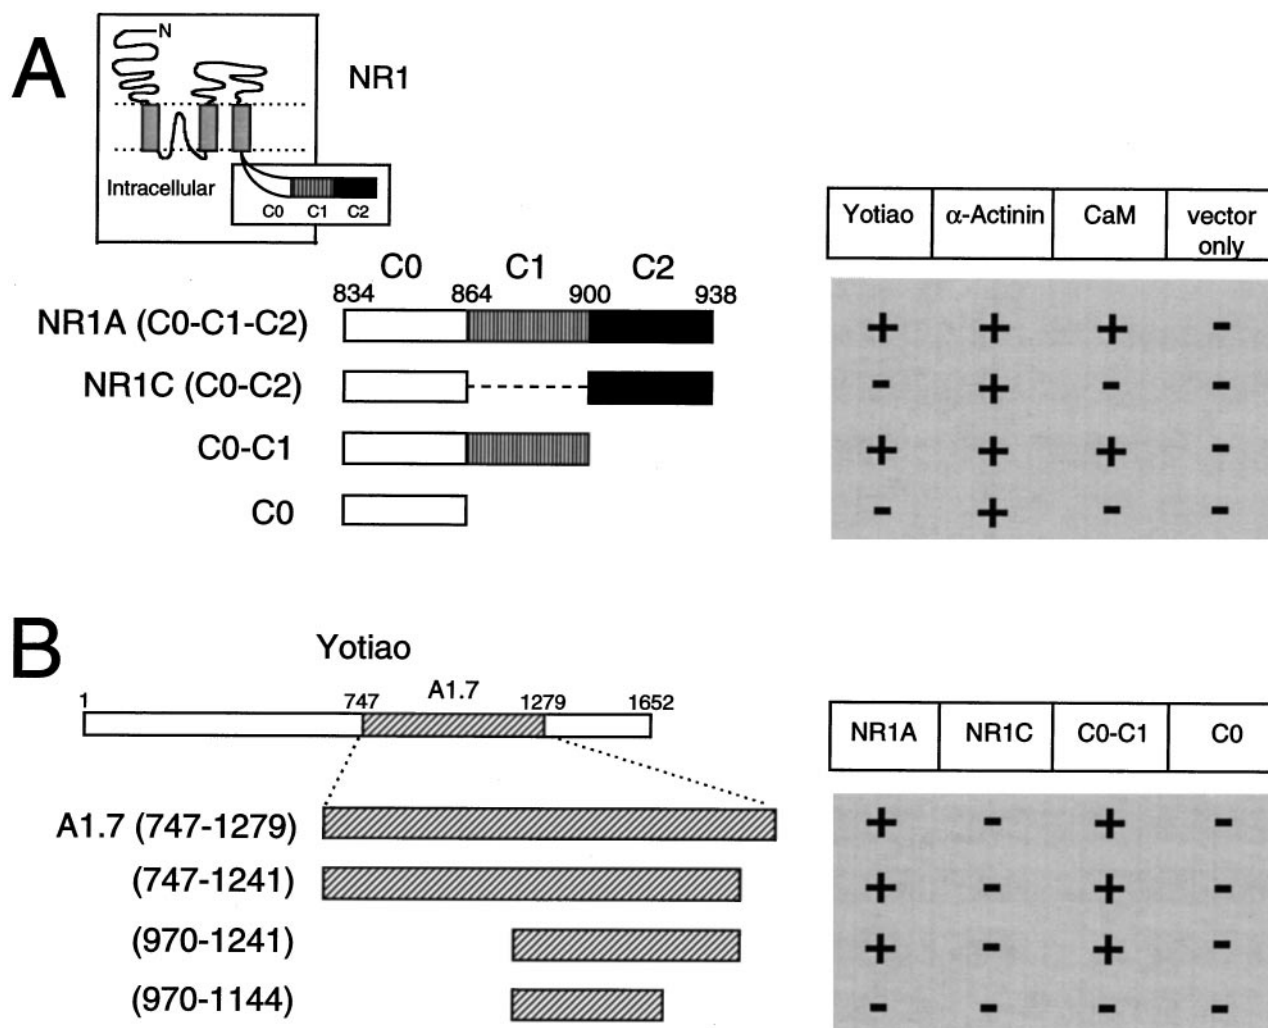 A
N
NR1
Intracellular
C0 C1 C2
Yotiao α-Actinin CaM vector only
C0 C1 C2
834 864 900 938
NR1A (C0-C1-C2) + + + -
NR1C (C0-C2) - + - -
C0-C1 + + + -
C0 - + - -
B
Yotiao
1 747 A1.7 1279 1652
NR1A NR1C C0-C1 C0
A1.7 (747-1279) + - + -
(747-1241) + - + -
(970-1241) + - + -
(970-1144) - - - -